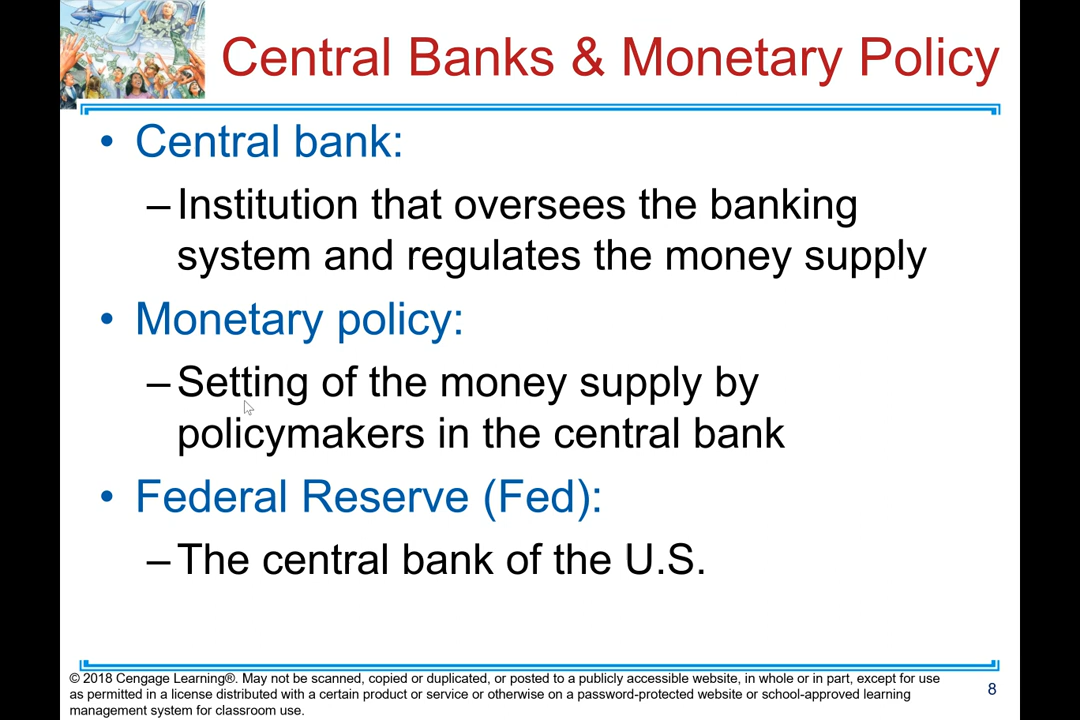 Central Banks & Monetary Policy
• Central bank:
– Institution that oversees the banking
system and regulates the money supply
• Monetary policy:
– Setting of the money supply by
policymakers in the central bank
• Federal Reserve (Fed):
– The central bank of the U.S.
© 2018 Cengage Learning®. May not be scanned, copied or duplicated, or posted to a publicly accessible website, in whole or in part, except for use
as permitted in a license distributed with a certain product or service or otherwise on a password-protected website or school-approved learning
management system for classroom use.
8